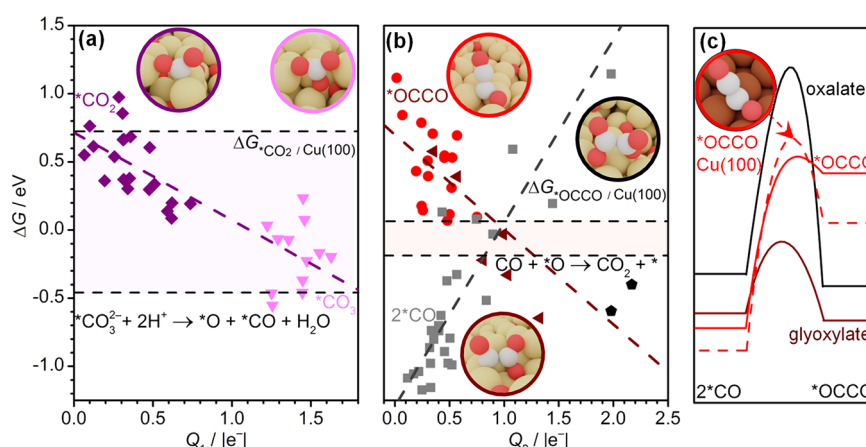 (a)
1.5
1.0
0.5
0.0
-0.5
-1.0
ΔG / eV
*CO2
ΔG*CO2 / Cu(100)
*CO3
*CO3^2− + 2H+ → *O + *CO + H2O
0.0 0.5 1.0 1.5
/ |e−|
(b)
*OCCO
ΔG*OCCO / Cu(100)
CO + *O → CO2 + *
2*CO
0.0 0.5 1.0 1.5 2.0 2.5
/ |e−|
(c)
oxalate
*OCCO
Cu(100)
*OCCO
glyoxylate
2*CO
*OCCO